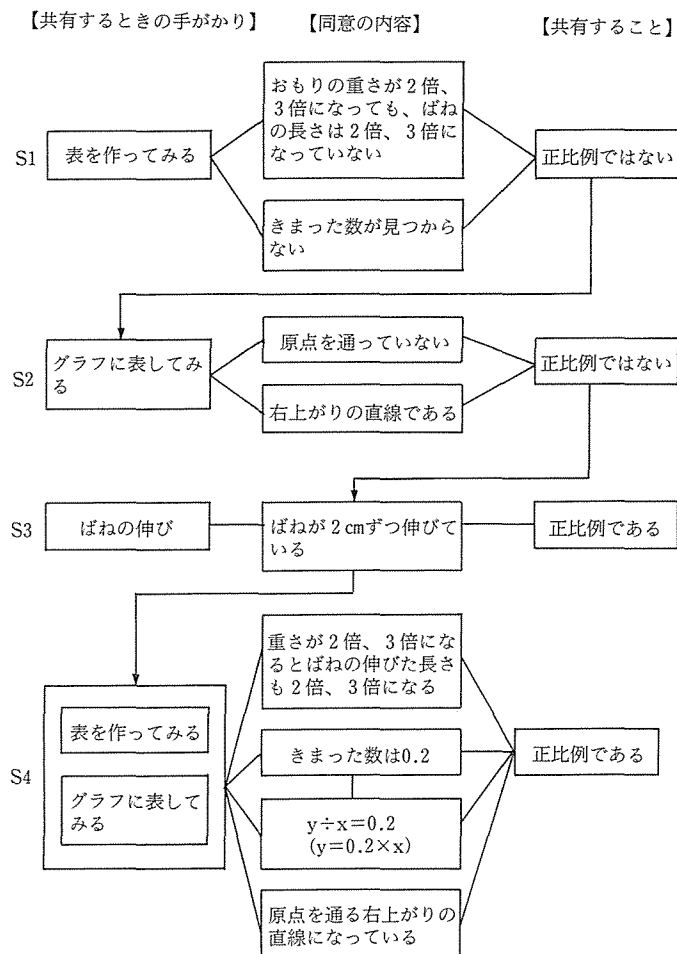 【共有するときの手がかり】 【同意の内容】 【共有すること】
S1
表を作ってみる
おもりの重さが2倍、
3倍になっても、ばね
の長さは2倍、3倍に
なっていない
きまった数が見つから
ない
正比例ではない
S2
グラフに表してみ
る
原点を通っていない
右上がりの直線である
正比例ではない
S3
ばねの伸び
ばねが2cmずつ伸びて
いる
正比例である
S4
表を作ってみる
グラフに表して
みる
重さが2倍、3倍にな
るとばねの伸びた長さ
も2倍、3倍になる
きまった数は0.2
y÷x=0.2
(y=0.2×x)
原点を通る右上がりの
直線になっている
正比例である